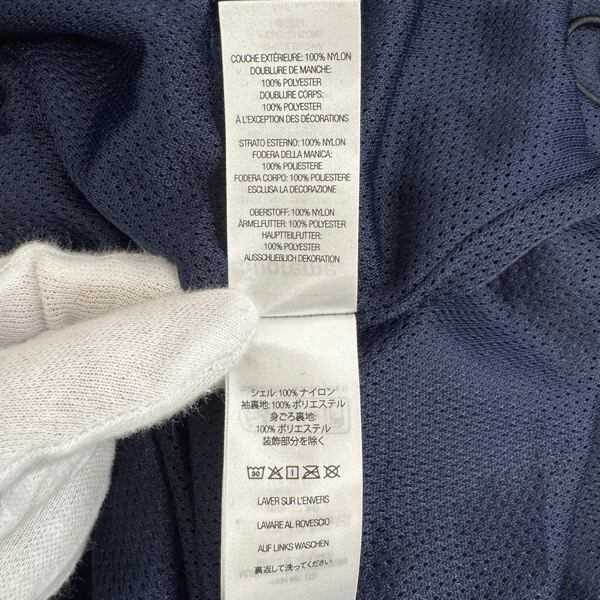 COUCHE EXTÉRIEURE: 100% NYLON
DOUBLURE DE MANCHE:
100% POLYESTER
DOUBLURE CORPS:
100% POLYESTER
À L'EXCEPTION DES DÉCORATIONS
STRATO ESTERNO: 100% NYLON
FODERA DELLA MANICA:
100% POLIESTERE
FODERA CORPO: 100% POLIESTERE
ESCLUSA LA DECORAZIONE
OBERSTOFF: 100% NYLON
ÄRMELFUTTER: 100% POLYESTER
HAUPTTEILFUTTER:
100% POLYESTER
AUSSCHLIEBLICH DEKORATION
Supreme
シェル: 100% ナイロン
袖裏地: 100% ポリエステル
身ごろ裏地:
100% ポリエステル
装飾部分を除く
30
LAVER SUR L'ENVERS
LAVARE AL ROVESCIO
AUF LINKS WASCHEN
裏返して洗ってください